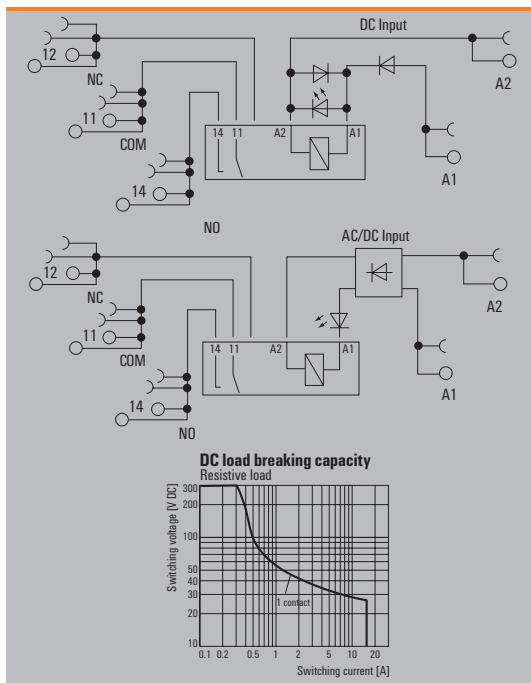 DC Input
12
NC
A2
11
COM
14 11 A2 A1
A1
14
NO
AC/DC Input
12
NC
A2
11
COM
14 11 A2 A1
A1
14
NO
DC load breaking capacity
Resistive load
Switching voltage [V DC]
300
200
100
50
40
30
20
10
1 contact
0.1 0.2 0.5 1 2 5 10 20
Switching current [A]